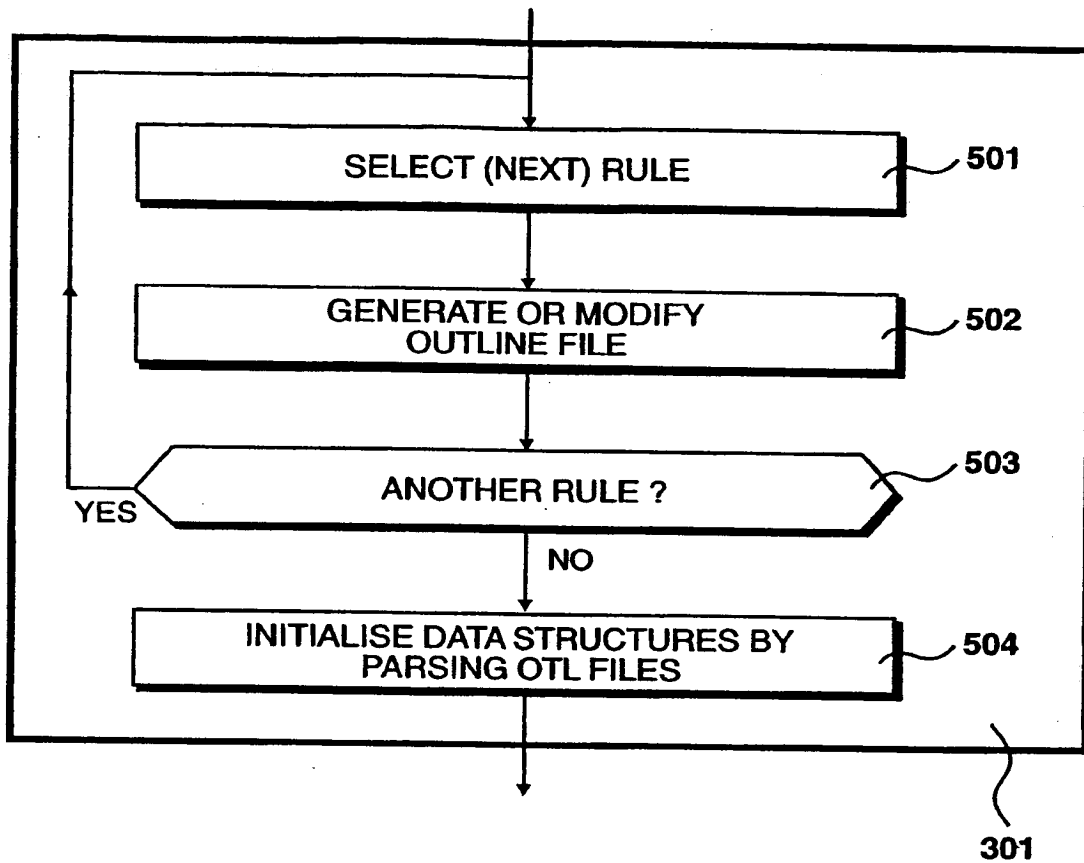 SELECT (NEXT) RULE
501
GENERATE OR MODIFY
OUTLINE FILE
502
ANOTHER RULE ?
503
YES
NO
INITIALISE DATA STRUCTURES BY
PARSING OTL FILES
504
301